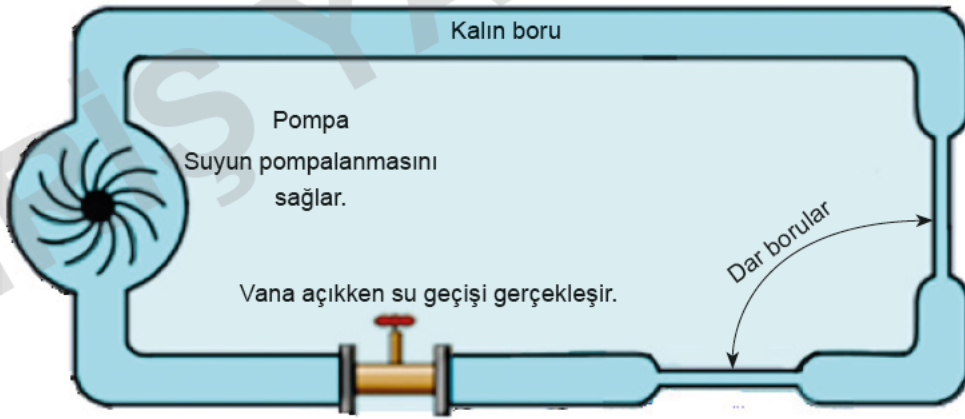 Kalın boru
Pompa
Suyun pompalanmasını
sağlar.
Dar borular
Vana açıkken su geçişi gerçekleşir.